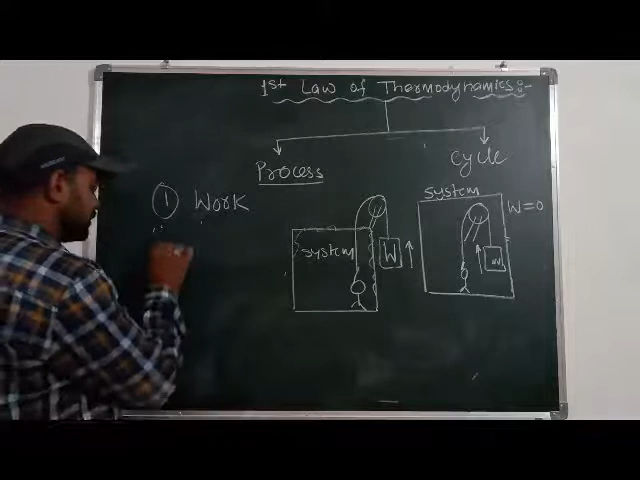 1st Law of Thermodynamics:-
Process
Cycle
① Work
system
W
system
W=0
W